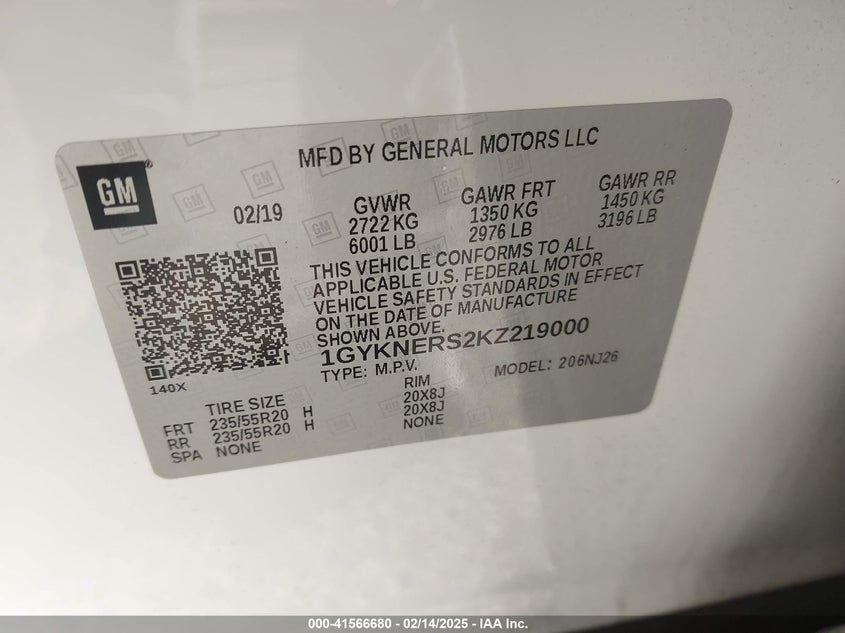 GM
MFD BY GENERAL MOTORS LLC
02/19
GVWR GAWR FRT GAWR RR
2722 KG 1350 KG 1450 KG
6001 LB 2976 LB 3196 LB
THIS VEHICLE CONFORMS TO ALL
APPLICABLE U.S. FEDERAL MOTOR
VEHICLE SAFETY STANDARDS IN EFFECT
ON THE DATE OF MANUFACTURE
SHOWN ABOVE.
1GYKNERS2KZ219000
TYPE: M.P.V. MODEL: 206NJ26
140X
TIRE SIZE RIM
FRT 235/55R20 H 20X8J
RR 235/55R20 H 20X8J
SPA NONE NONE
000-41566680 - 02/14/2025 - IAA Inc.